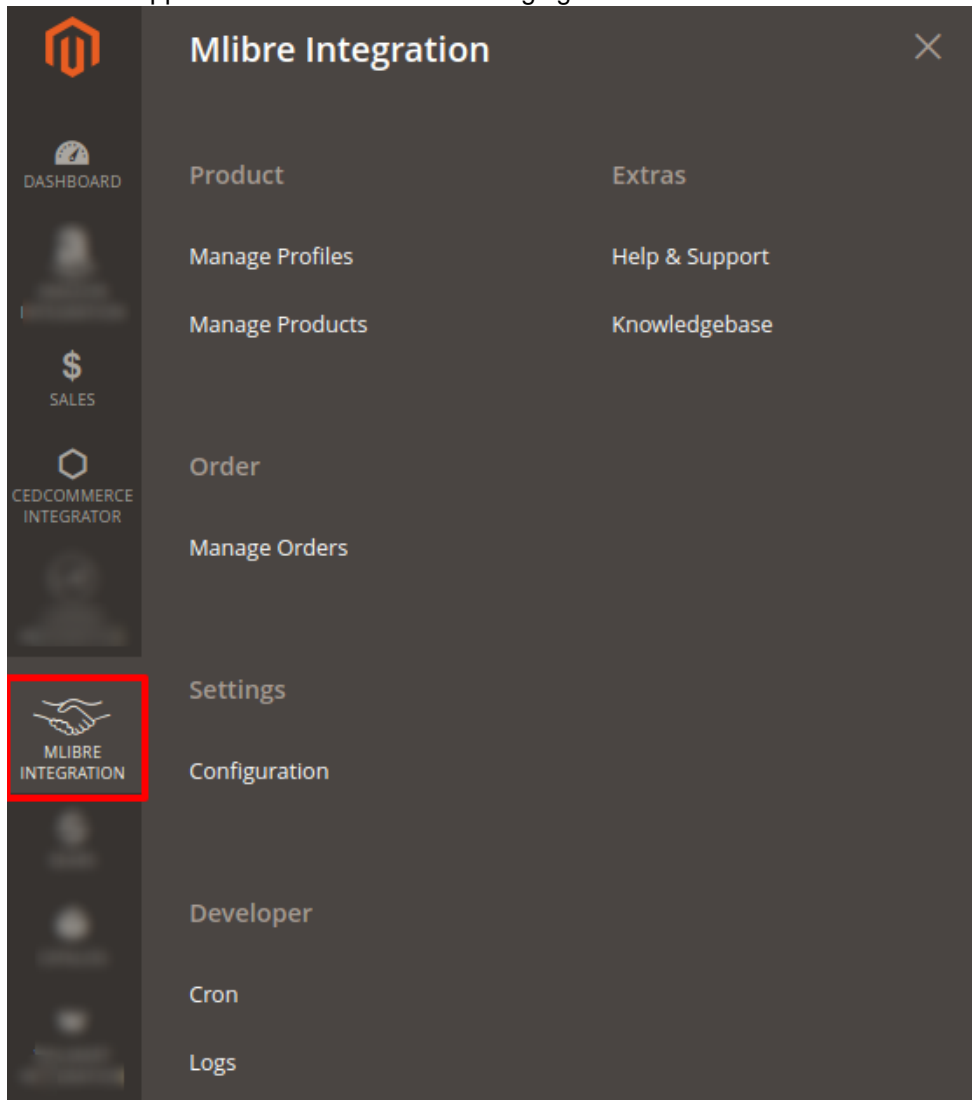 Mlibre Integration
DASHBOARD
SALES
CEDCOMMERCE
INTEGRATOR
MLIBRE
INTEGRATION
Product
Manage Profiles
Manage Products
Order
Manage Orders
Settings
Configuration
Developer
Cron
Logs
Extras
Help & Support
Knowledgebase